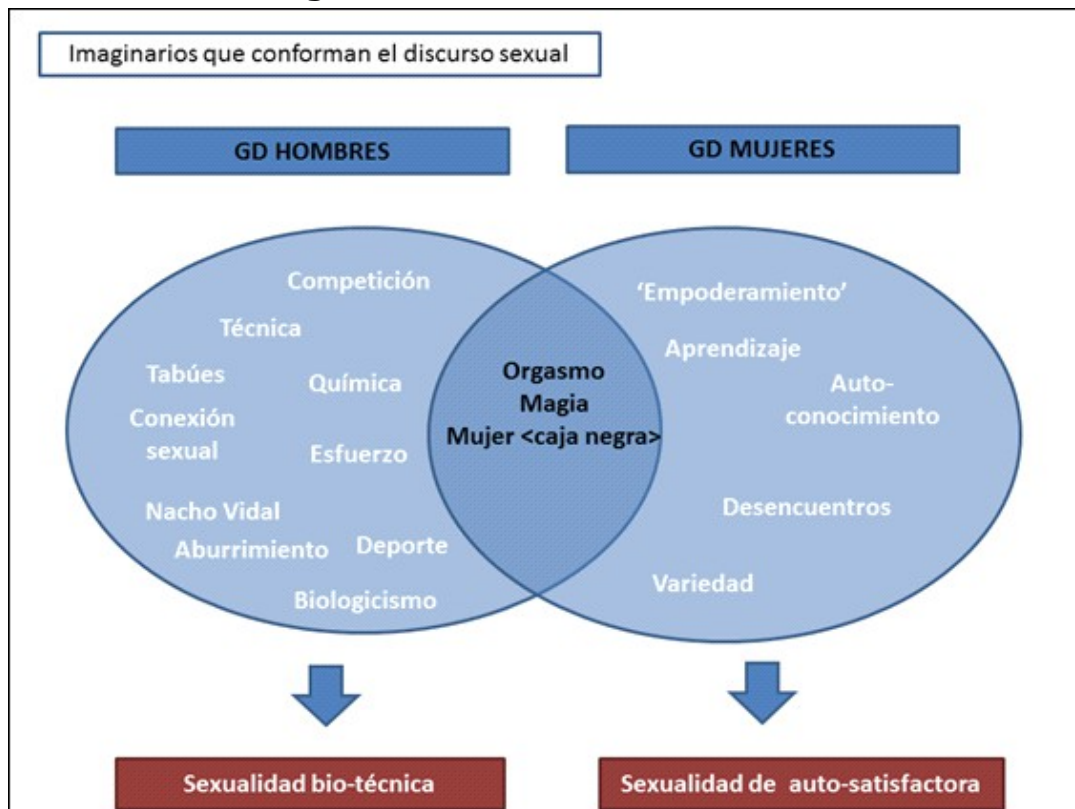 Imaginarios que conforman el discurso sexual
GD HOMBRES
GD MUJERES
Competición
Técnica
Tabúes
Química
Conexión
sexual
Esfuerzo
Nacho Vidal
Aburrimiento
Deporte
Biologicismo
Orgasmo
Magia
Mujer <caja negra>
‘Empoderamiento’
Aprendizaje
Auto-
conocimiento
Desencuentros
Variedad
Sexualidad bio-técnica
Sexualidad de auto-satisfactora